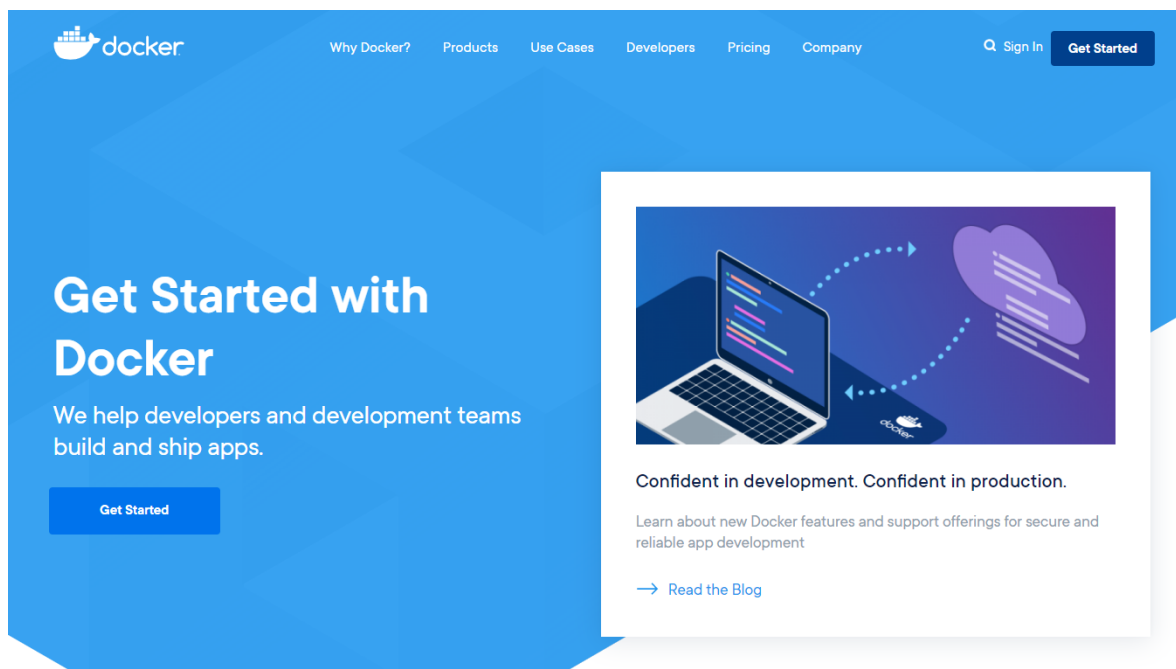 docker
Why Docker? Products Use Cases Developers Pricing Company Sign In Get Started
Get Started with
Docker
We help developers and development teams
build and ship apps.
Get Started
docker
Confident in development. Confident in production.
Learn about new Docker features and support offerings for secure and
reliable app development
Read the Blog